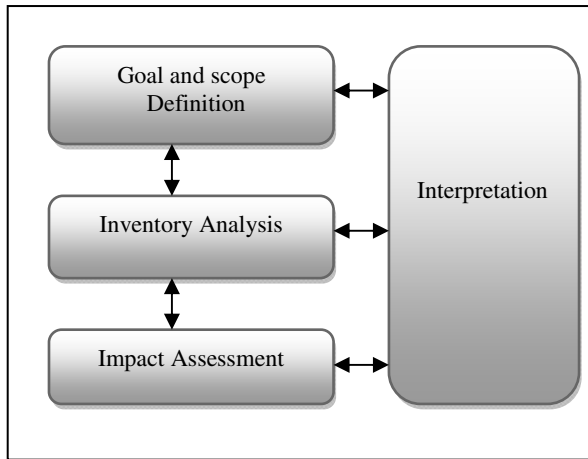 Goal and scope
Definition
Inventory Analysis
Impact Assessment
Interpretation